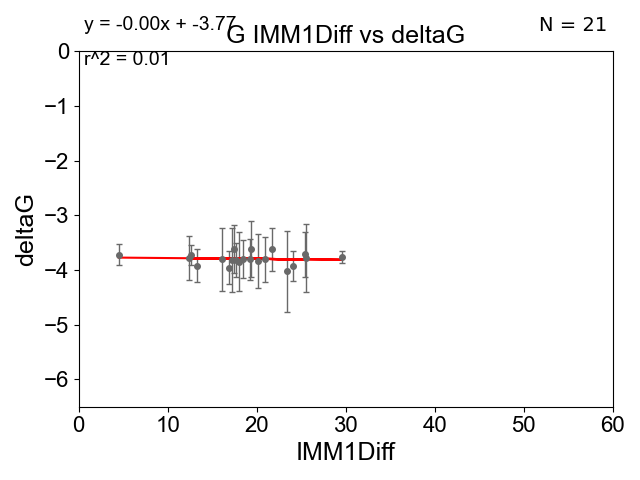 y = -0.00x + -3.77
G IMM1Diff vs deltaG
N = 21
r^2 = 0.01
0
−1
−2
−3
−4
−5
−6
deltaG
0 10 20 30 40 50 60
IMM1Diff